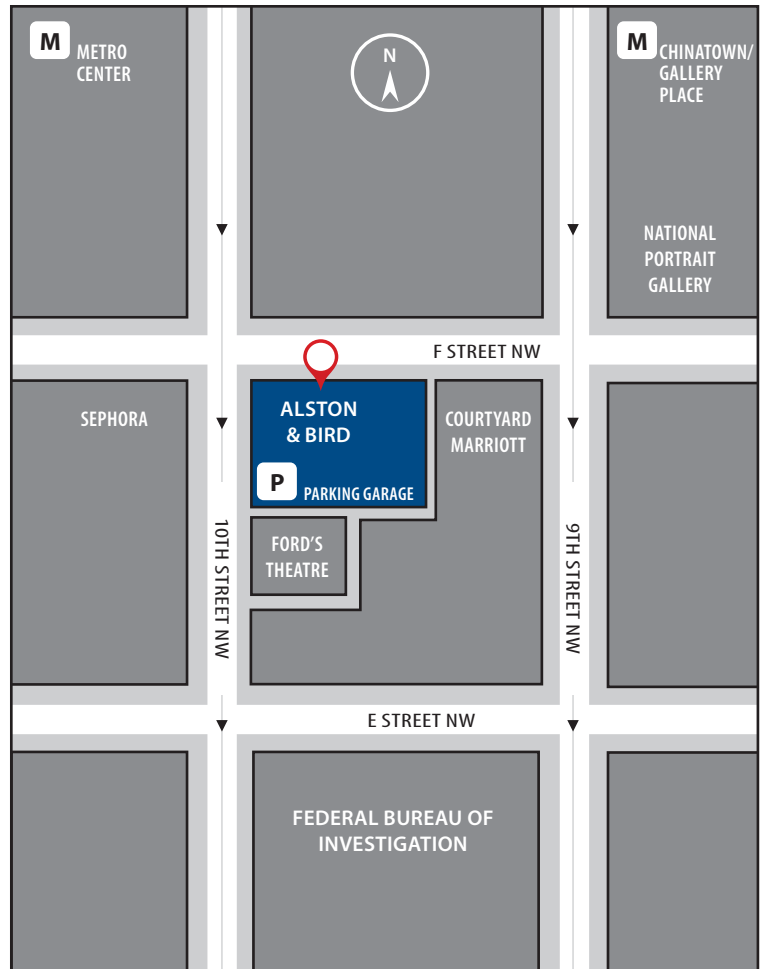 M
METRO
CENTER
N
M
CHINATOWN/
GALLERY
PLACE
NATIONAL
PORTRAIT
GALLERY
F STREET NW
SEPHORA
ALSTON
& BIRD
P
PARKING GARAGE
COURTYARD
MARRIOTT
FORD'S
THEATRE
10TH STREET NW
9TH STREET NW
E STREET NW
FEDERAL BUREAU OF
INVESTIGATION